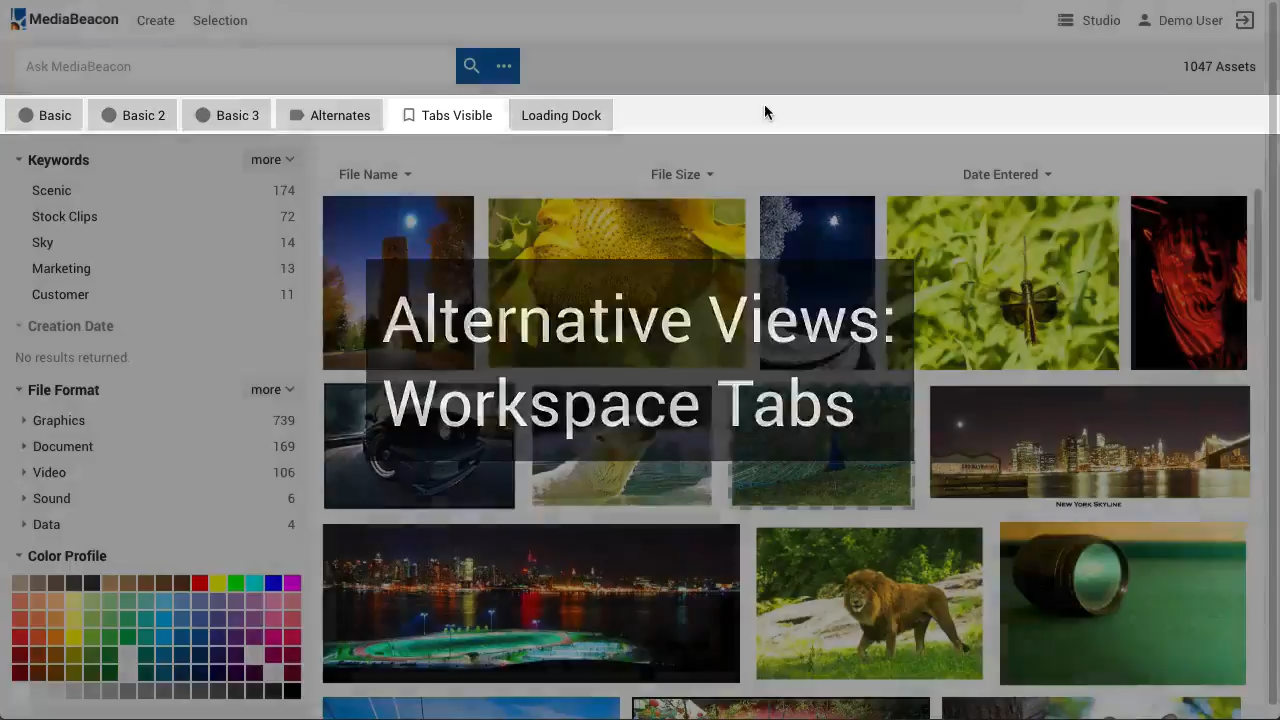 MediaBeacon Create Selection Studio Demo User
Ask MediaBeacon ••• 1047 Assets
Basic Basic 2 Basic 3 Alternates Tabs Visible Loading Dock
Keywords more
File Name File Size Date Entered
Scenic 174
Stock Clips 72
Sky 14
Marketing 13
Customer 11
Creation Date
No results returned.
File Format more
Graphics 739
Document 169
Video 106
Sound 6
Data 4
Color Profile
Alternative Views:
Workspace Tabs
New York Skyline